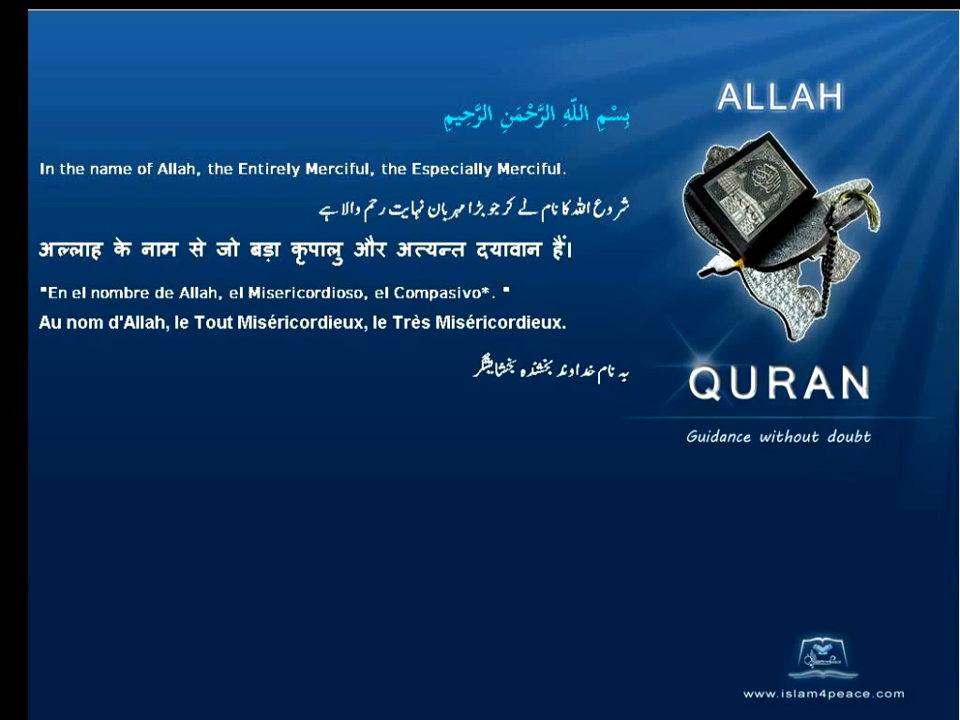 بِسْمِ اللّهِ الرَّحْمَنِ الرَّحِيمِ
In the name of Allah, the Entirely Merciful, the Especially Merciful.
شروع الله کا نام لے کر جو بڑا مہربان نہایت رحم والا ہے
अल्लाह के नाम से जो बड़ा कृपालु और अत्यन्त दयावान हैं।
"En el nombre de Allah, el Misericordioso, el Compasivo*. "
Au nom d'Allah, le Tout Miséricordieux, le Très Miséricordieux.
به نام خداوند بخشنده بخشایشگر
ALLAH
QURAN
Guidance without doubt
www.islam4peace.com